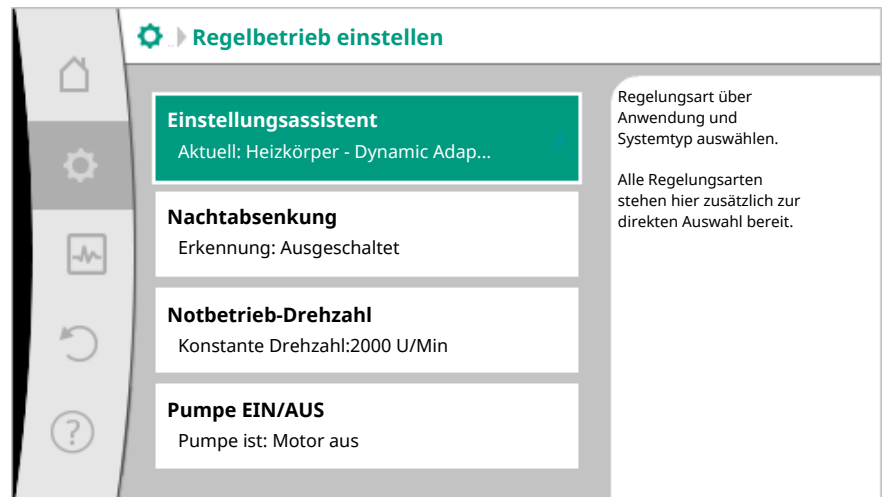 Regelbetrieb einstellen
Einstellungsassistent
Aktuell: Heizkörper - Dynamic Adap...
Nachtabsenkung
Erkennung: Ausgeschaltet
Notbetrieb-Drehzahl
Konstante Drehzahl:2000 U/Min
Pumpe EIN/AUS
Pumpe ist: Motor aus
Regelungsart über
Anwendung und
Systemtyp auswählen.
Alle Regelungsarten
stehen hier zusätzlich zur
direkten Auswahl bereit.
?